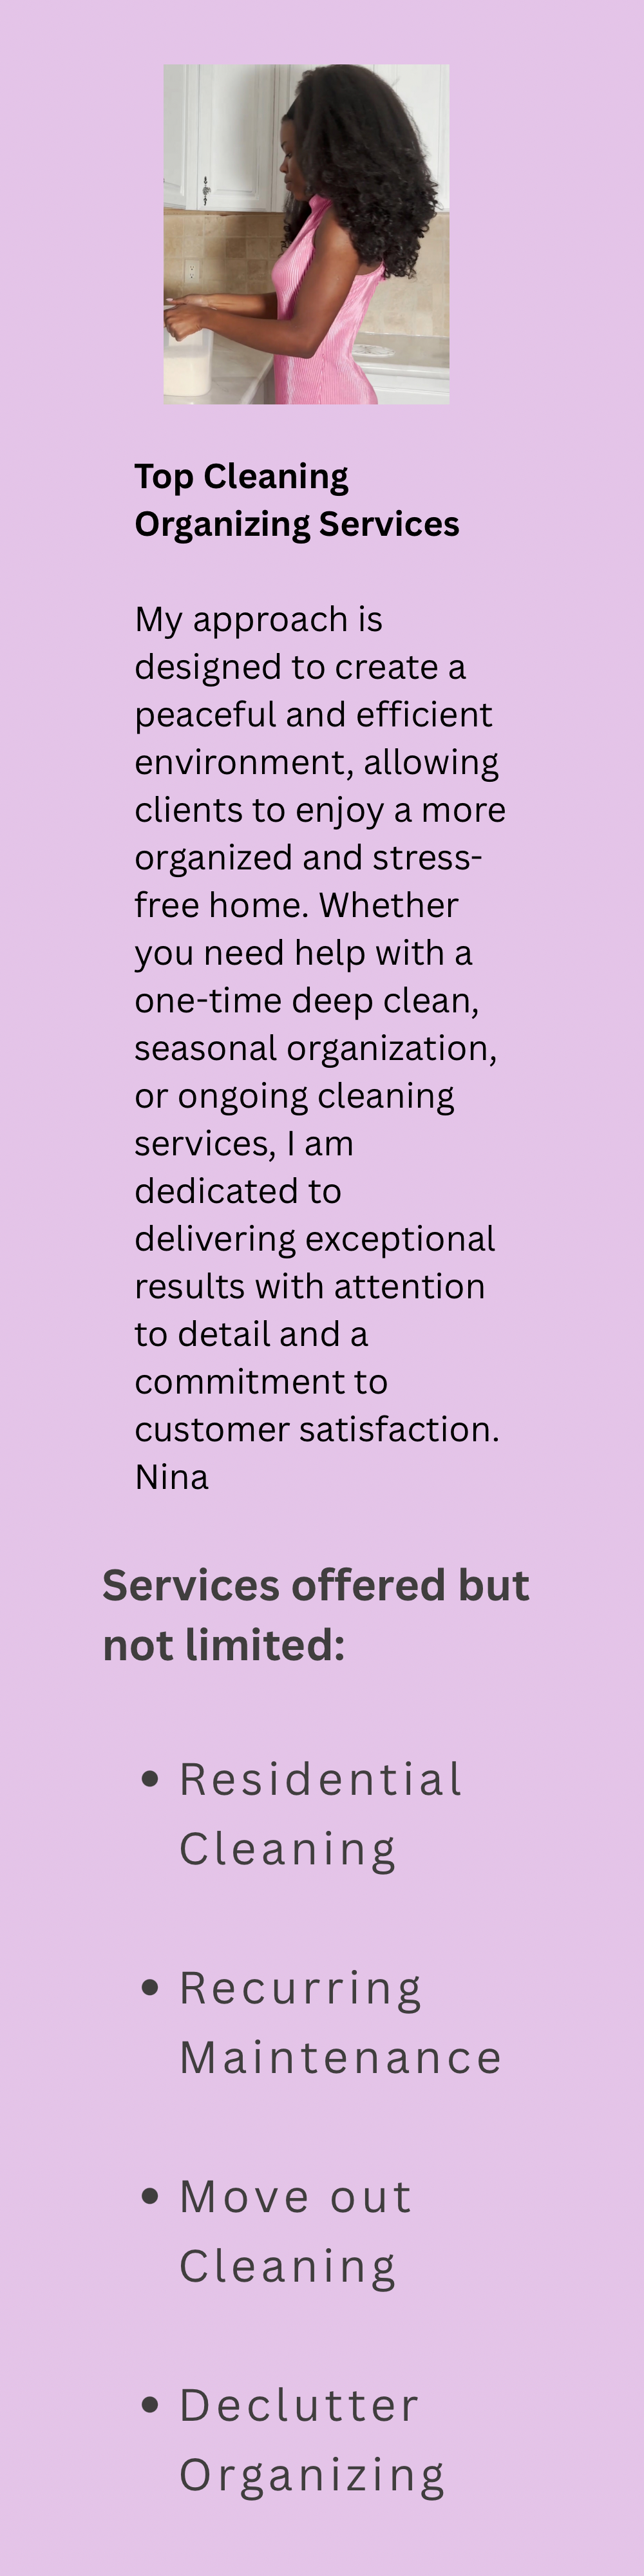 Top Cleaning
Organizing Services
My approach is
designed to create a
peaceful and efficient
environment, allowing
clients to enjoy a more
organized and stress-
free home. Whether
you need help with a
one-time deep clean,
seasonal organization,
or ongoing cleaning
services, I am
dedicated to
delivering exceptional
results with attention
to detail and a
commitment to
customer satisfaction.
Nina
Services offered but
not limited:
• Residential
Cleaning
• Recurring
Maintenance
• Move out
Cleaning
• Declutter
Organizing